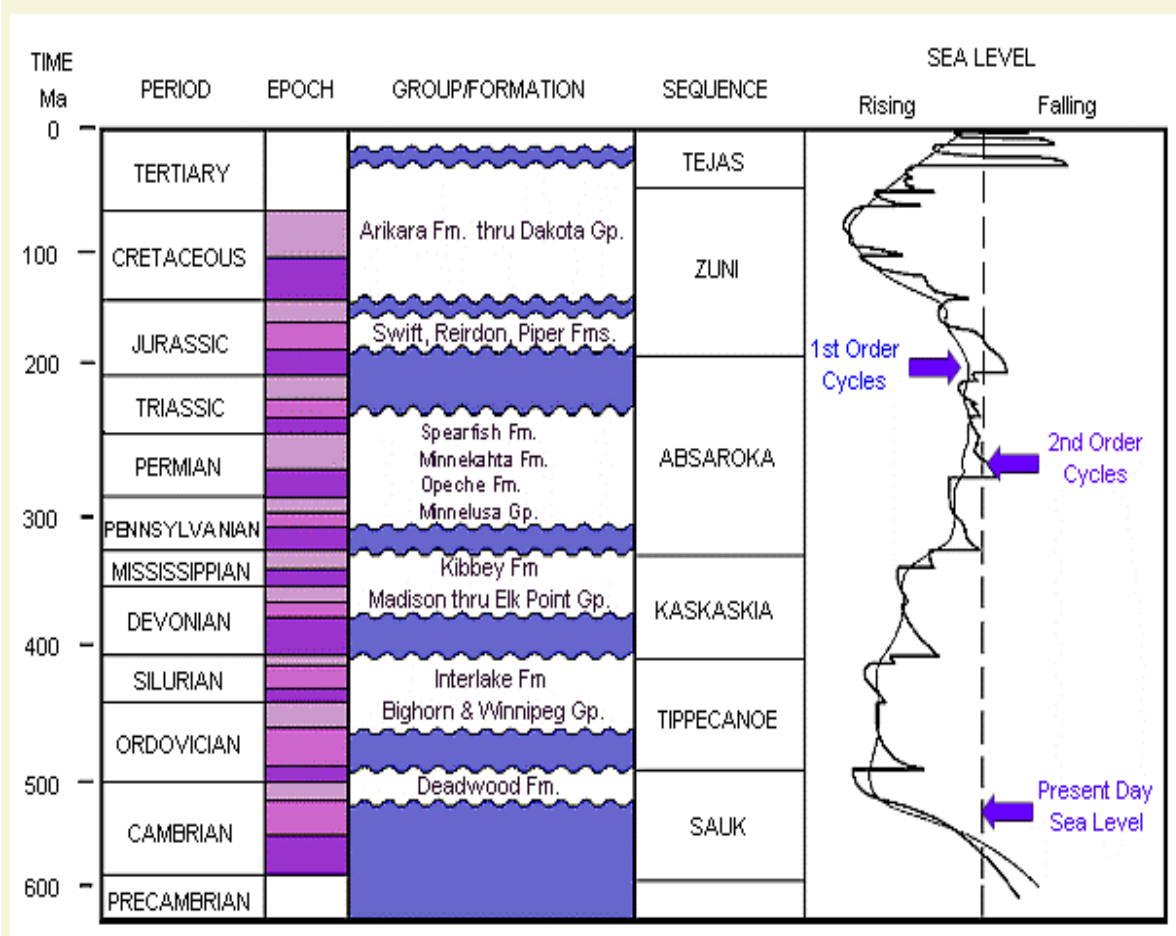 TIME
Ma
PERIOD
EPOCH
GROUP/FORMATION
SEQUENCE
SEA LEVEL
Rising
Falling
0
100
200
300
400
500
600
TERTIARY
CRETACEOUS
JURASSIC
TRIASSIC
PERMIAN
PENNSYLVANIAN
MISSISSIPPIAN
DEVONIAN
SILURIAN
ORDOVICIAN
CAMBRIAN
PRECAMBRIAN
Arikara Fm. thru Dakota Gp.
Swift, Reirdon, Piper Fms.
Spearfish Fm.
Minnekahta Fm.
Opeche Fm.
Minnelusa Gp.
Kibbey Fm
Madison thru Elk Point Gp.
Interlake Fm
Bighorn & Winnipeg Gp.
Deadwood Fm.
TEJAS
ZUNI
ABSAROKA
KASKASKIA
TIPPECANOE
SAUK
1st Order
Cycles
2nd Order
Cycles
Present Day
Sea Level